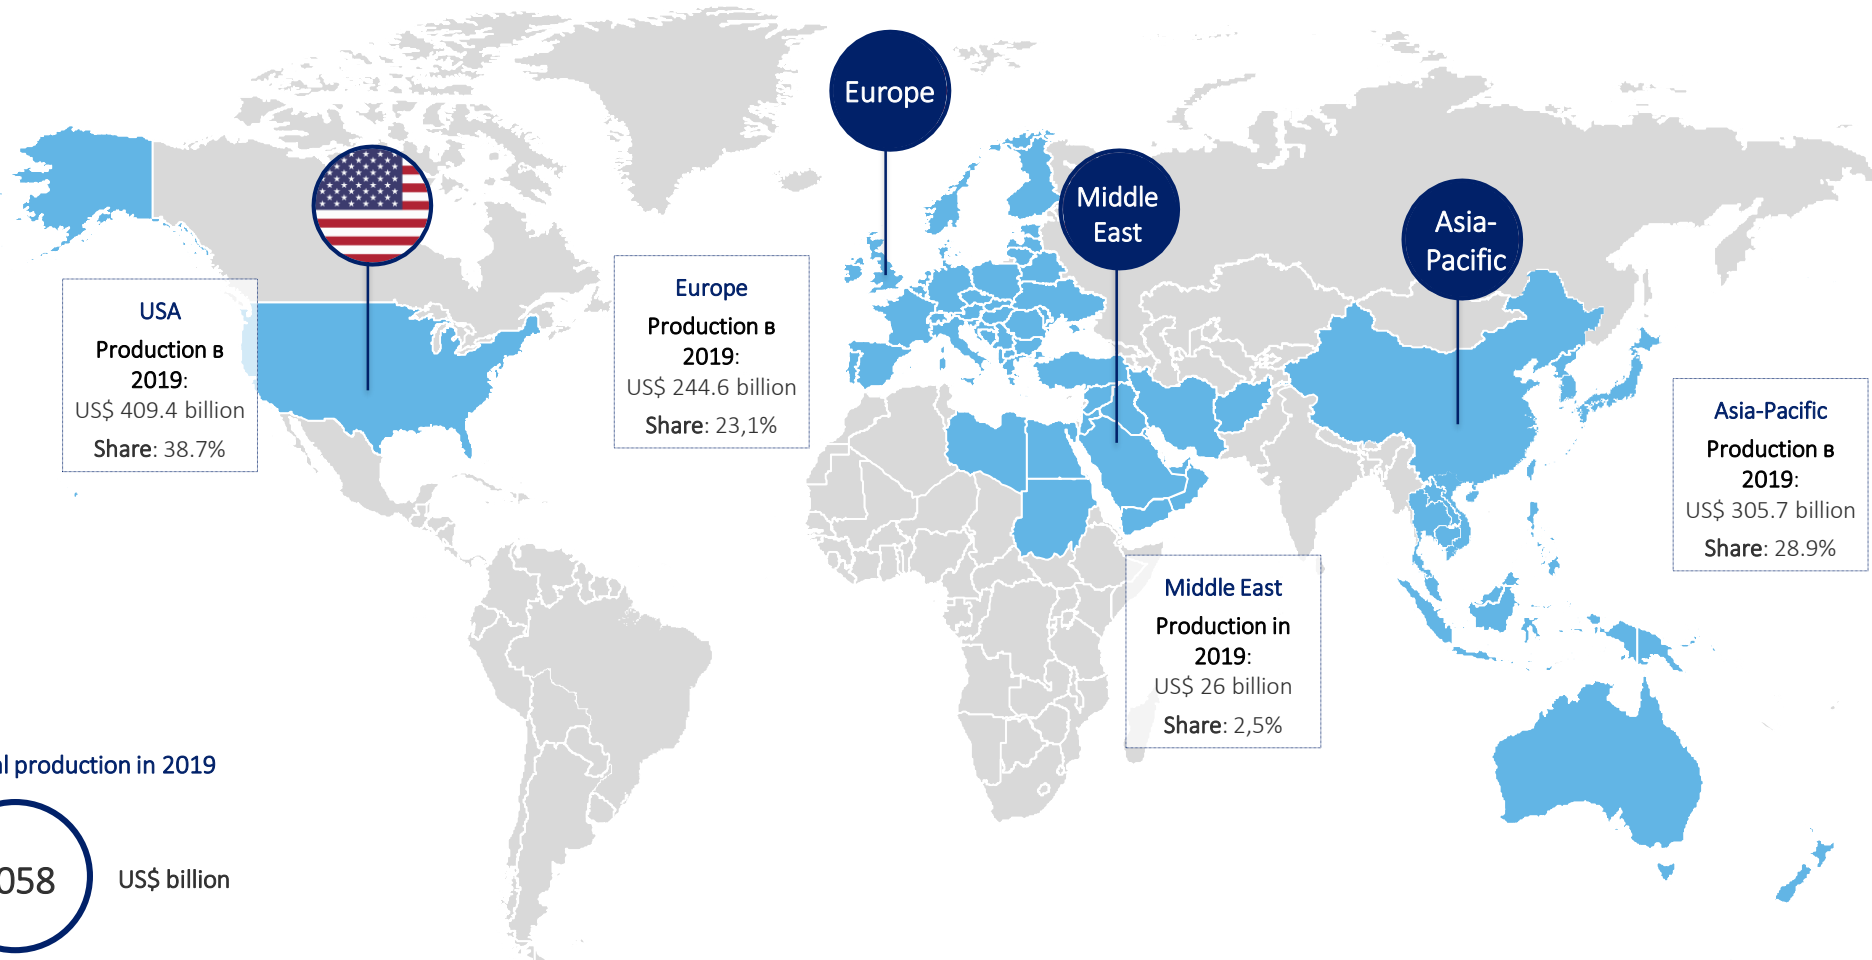 Europe
Middle
East
Asia-
Pacific
USA
Production в
2019:
US$ 409.4 billion
Share: 38.7%
Europe
Production в
2019:
US$ 244.6 billion
Share: 23,1%
Asia-Pacific
Production в
2019:
US$ 305.7 billion
Share: 28.9%
Middle East
Production in
2019:
US$ 26 billion
Share: 2,5%
production in 2019
058
US$ billion